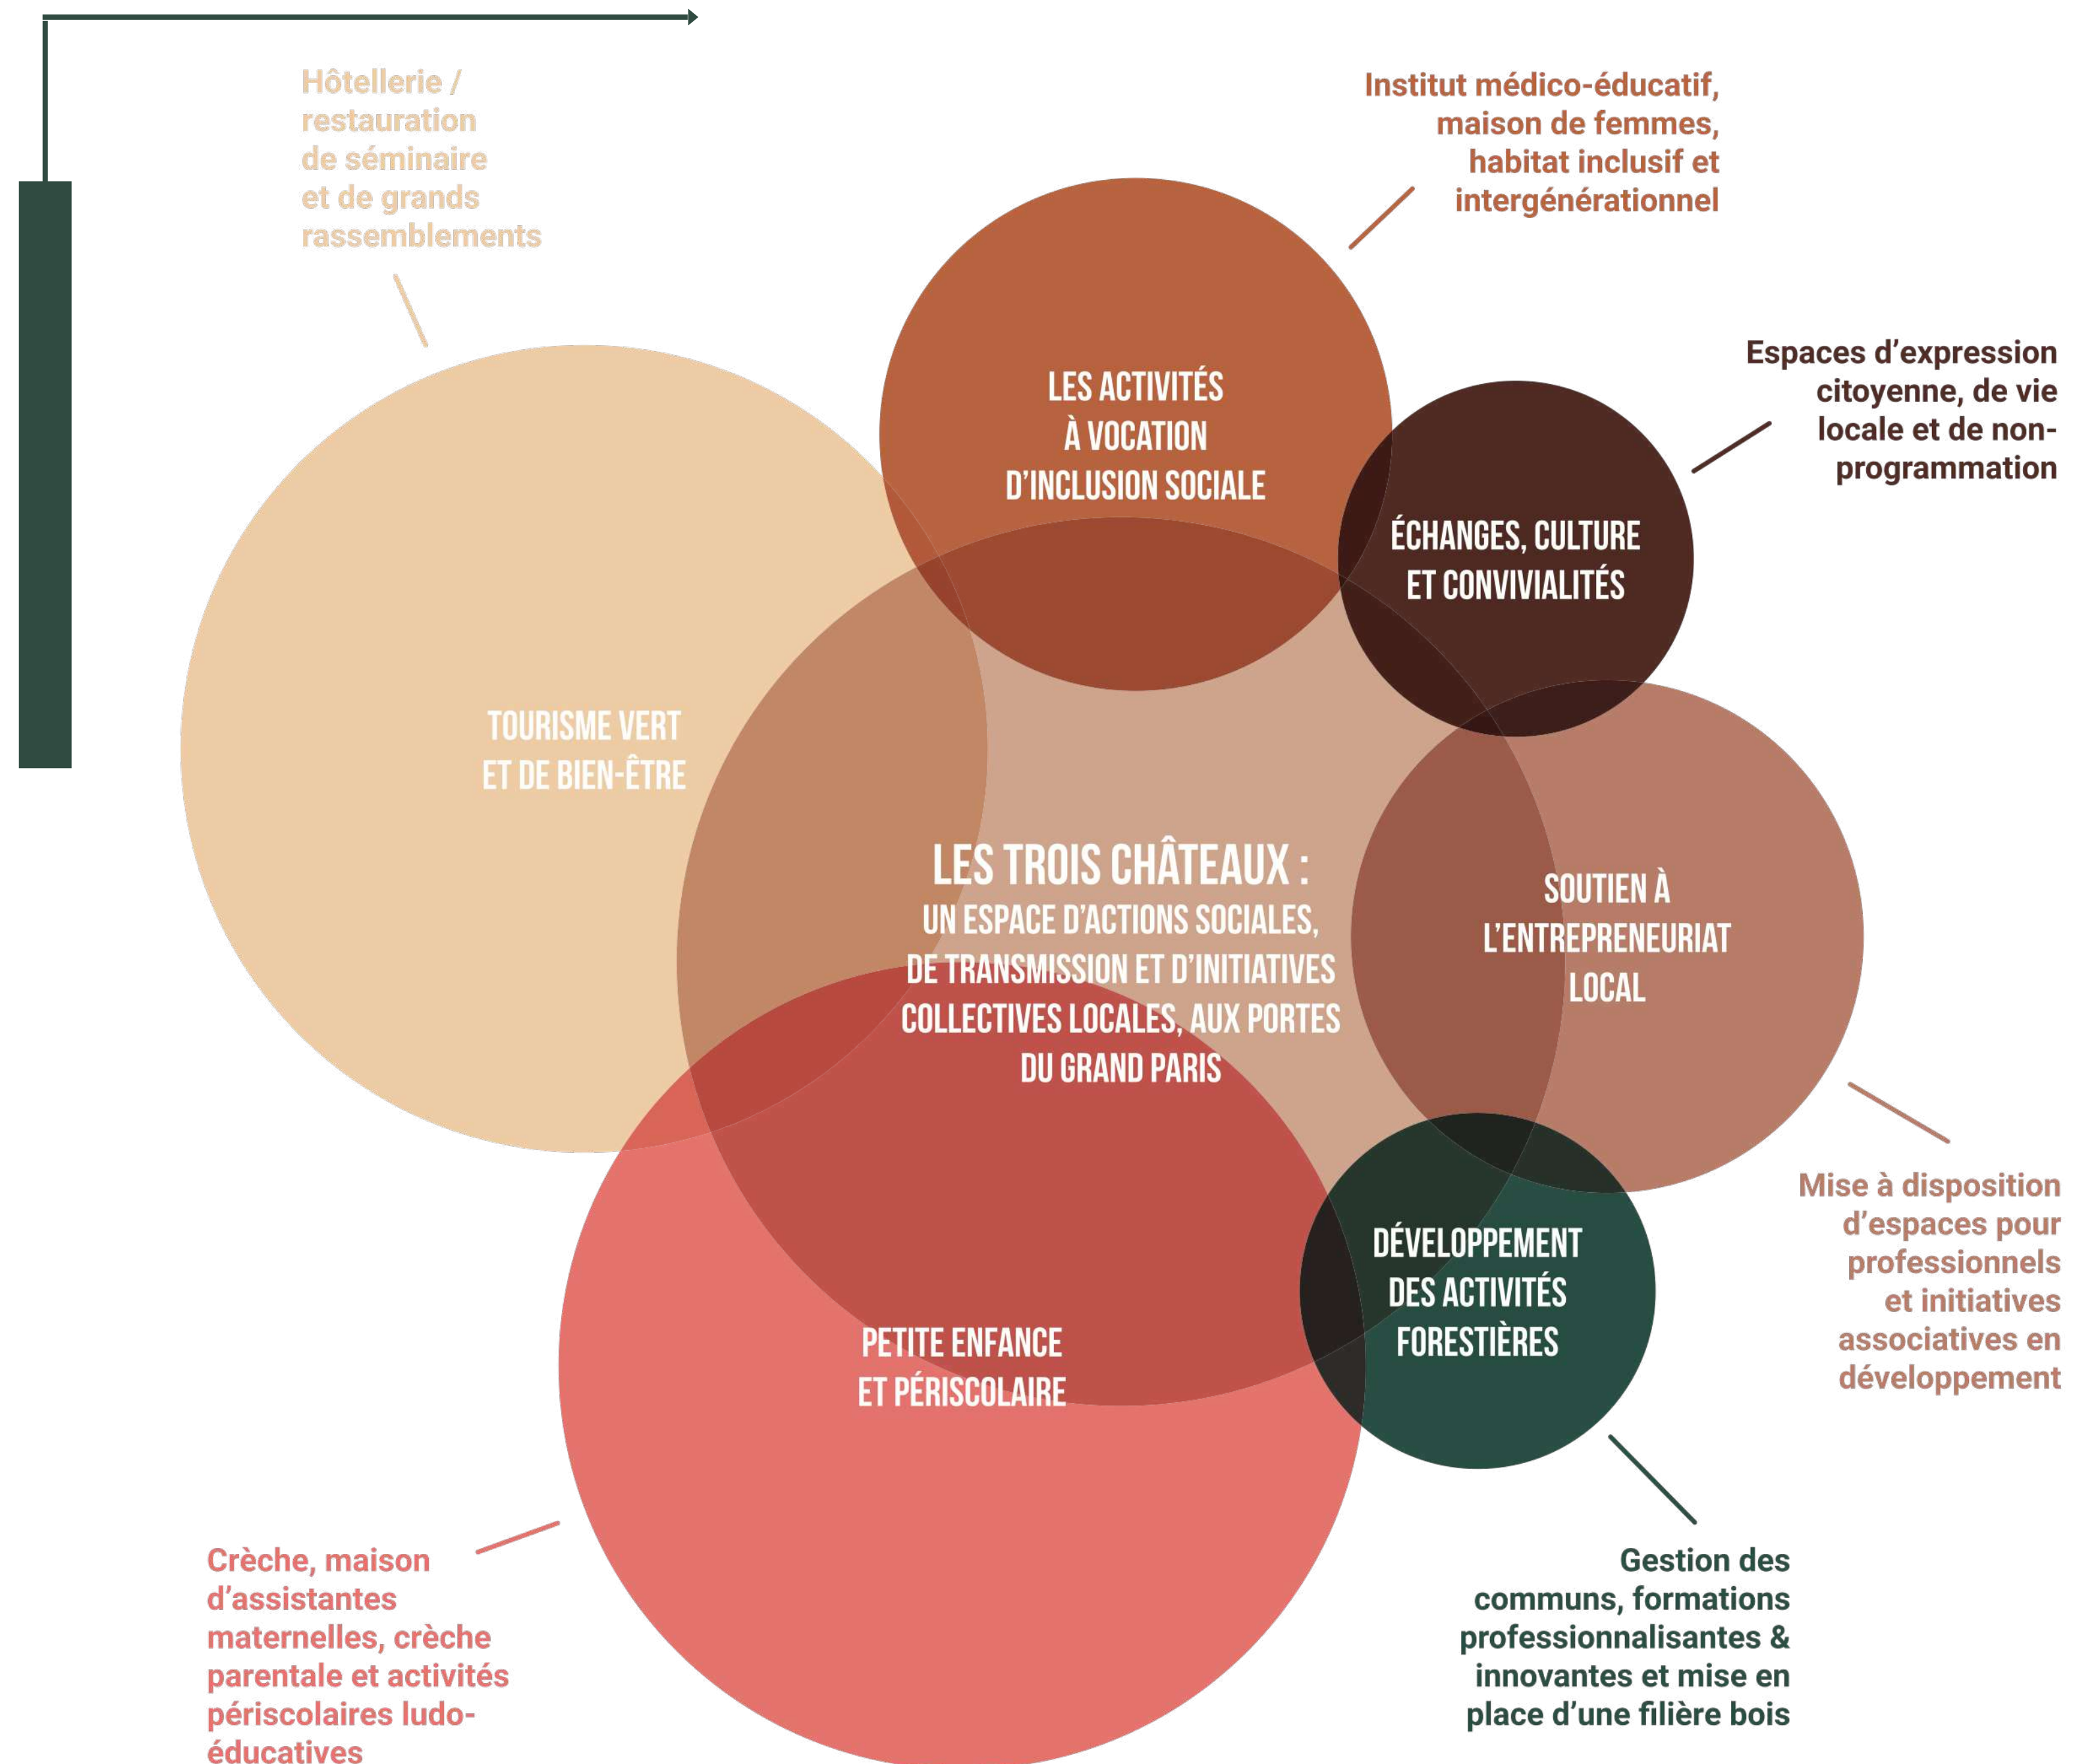 Hôtellerie /
restauration
de séminaire
et de grands
rassemblements
Institut médico-éducatif,
maison de femmes,
habitat inclusif et
intergénérationnel
Espaces d’expression
citoyenne, de vie
locale et de non-
programmation
LES ACTIVITÉS
À VOCATION
D’INCLUSION SOCIALE
ÉCHANGES, CULTURE
ET CONVIVIALITÉS
TOURISME VERT
ET DE BIEN-ÊTRE
LES TROIS CHÂTEAUX :
UN ESPACE D’ACTIONS SOCIALES,
DE TRANSMISSION ET D’INITIATIVES
COLLECTIVES LOCALES, AUX PORTES
DU GRAND PARIS
SOUTIEN À
L’ENTREPRENEURIAT
LOCAL
Mise à disposition
d’espaces pour
professionnels
et initiatives
associatives en
développement
DÉVELOPPEMENT
DES ACTIVITÉS
FORESTIÈRES
PETITE ENFANCE
ET PÉRISCOLAIRE
Crèche, maison
d’assistantes
maternelles, crèche
parentale et activités
périscolaires ludo-
éducatives
Gestion des
communs, formations
professionnalisantes &
innovantes et mise en
place d’une filière bois